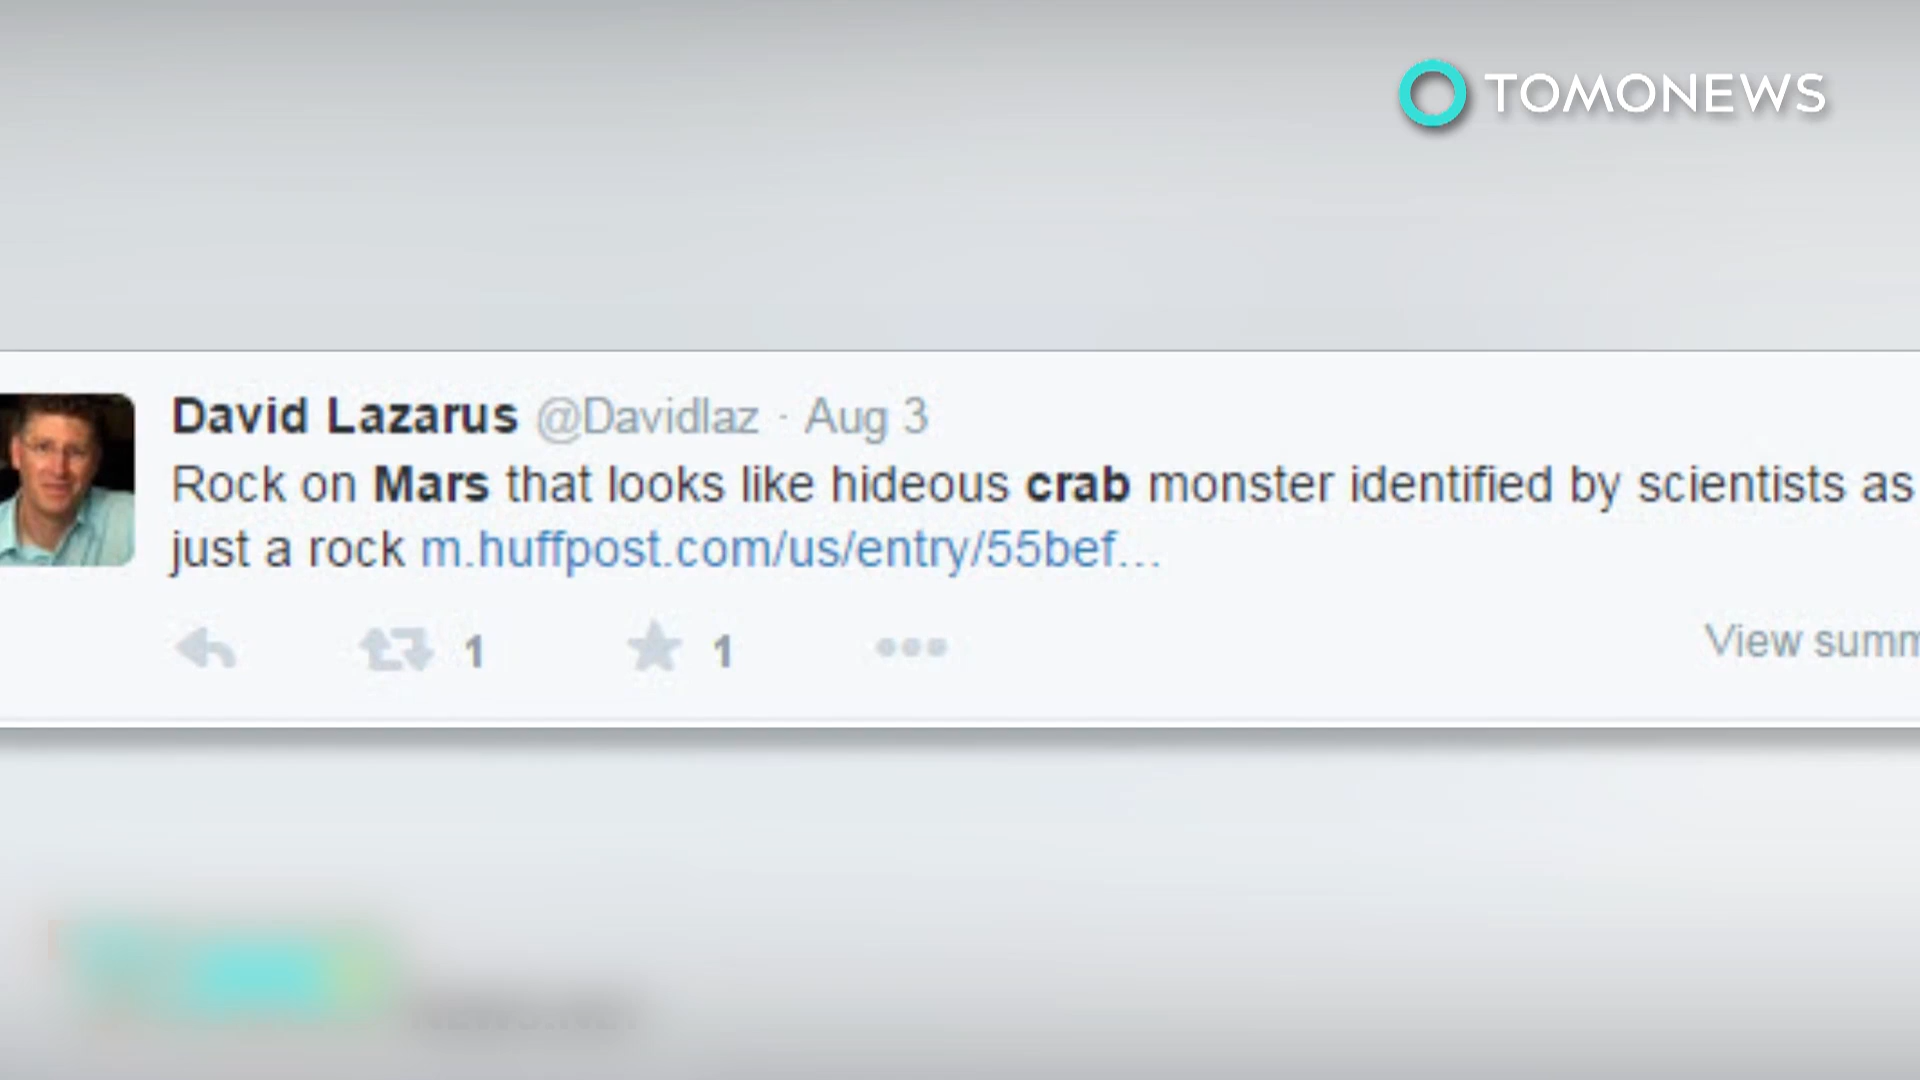 TOMONEWS
David Lazarus @Davidlaz · Aug 3
Rock on Mars that looks like hideous crab monster identified by scientists as
just a rock m.huffpost.com/us/entry/55bef...
1 1 View summ